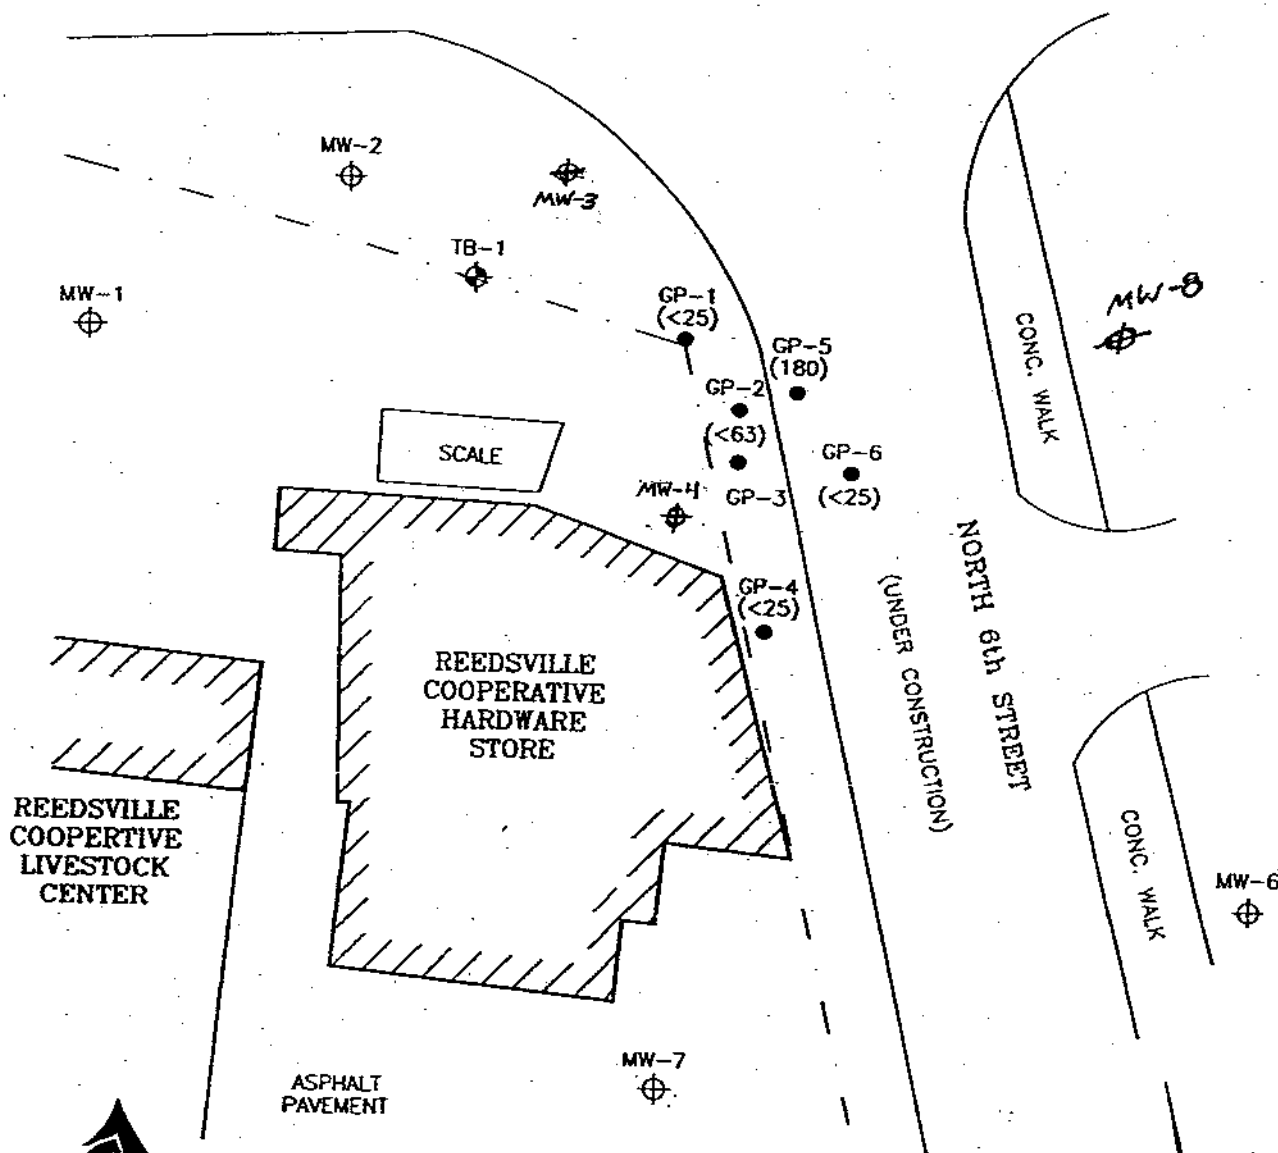 MW-2
MW-3
TB-1
MW-1
GP-1
(<25)
MW-8
CONC. WALK
GP-5
(180)
GP-2
(<63)
GP-3
GP-6
(<25)
SCALE
MW-4
GP-4
(<25)
NORTH 6th STREET
(UNDER CONSTRUCTION)
REEDSVILLE
COOPERATIVE
HARDWARE
STORE
REEDSVILLE
COOPERTIVE
LIVESTOCK
CENTER
CONC. WALK
MW-6
MW-7
ASPHALT
PAVEMENT